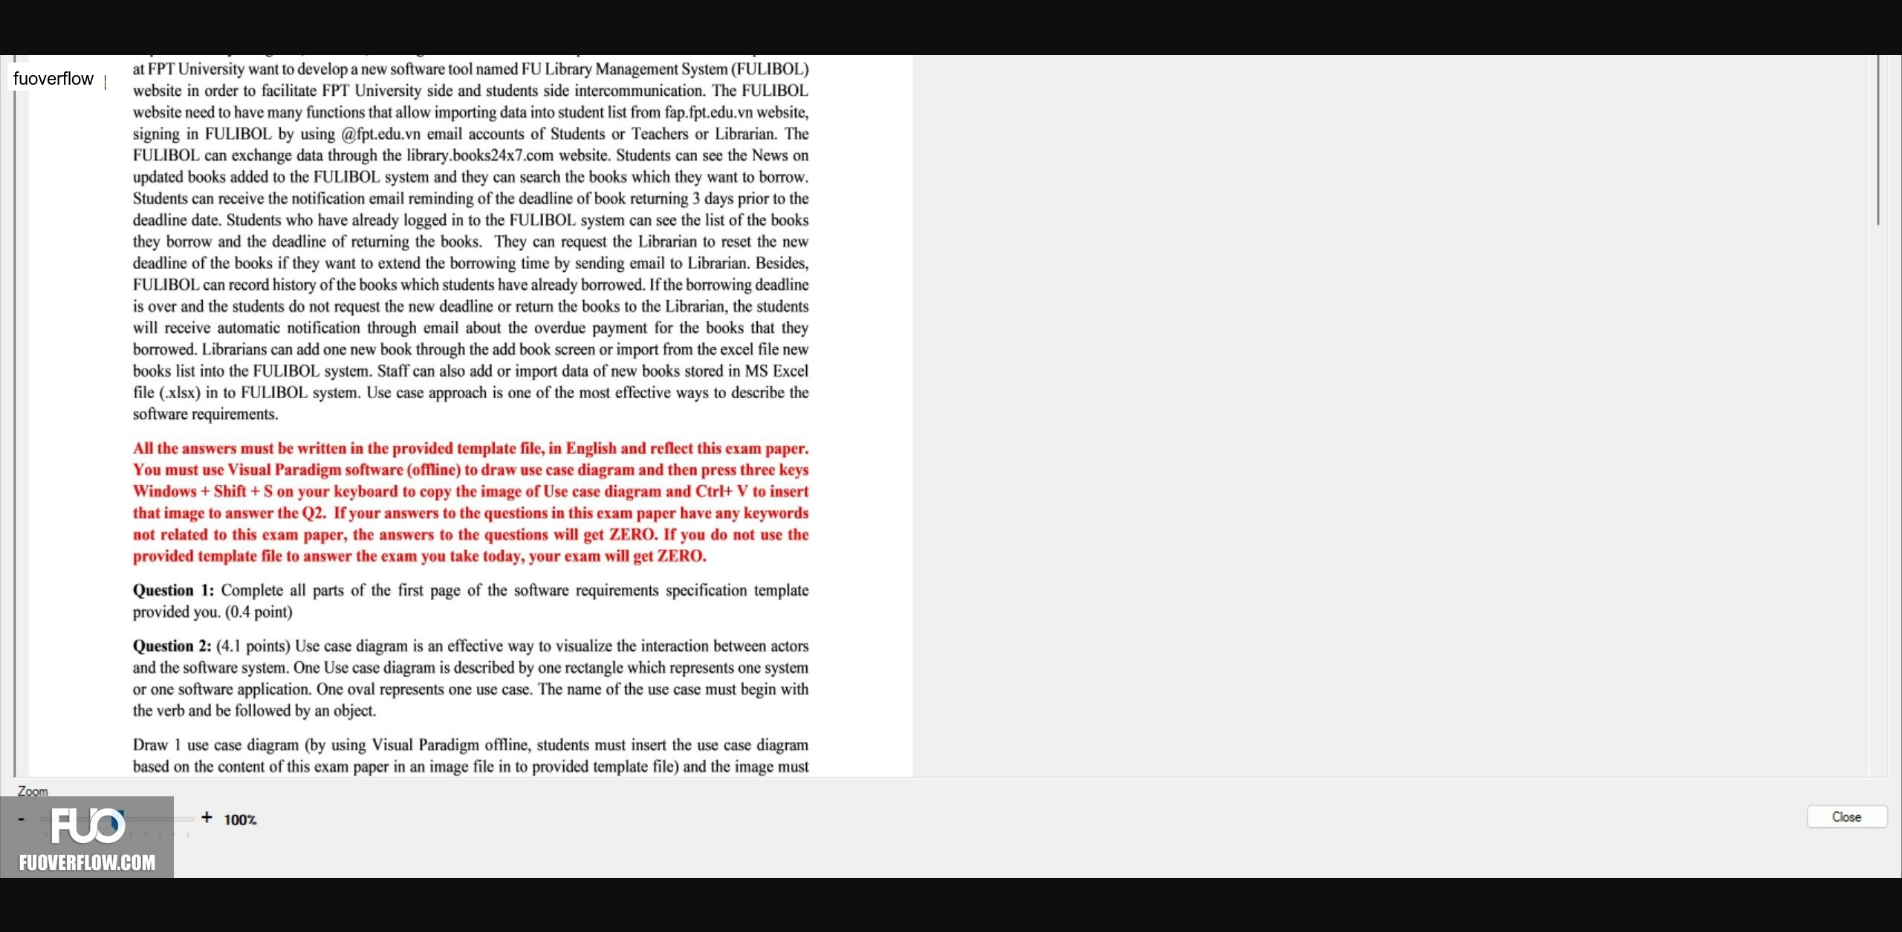 fuoverflow
at FPT University want to develop a new software tool named FU Library Management System (FULIBOL)
website in order to facilitate FPT University side and students side intercommunication. The FULIBOL
website need to have many functions that allow importing data into student list from fap.fpt.edu.vn website,
signing in FULIBOL by using @fpt.edu.vn email accounts of Students or Teachers or Librarian. The
FULIBOL can exchange data through the library.books24x7.com website. Students can see the News on
updated books added to the FULIBOL system and they can search the books which they want to borrow.
Students can receive the notification email reminding of the deadline of book returning 3 days prior to the
deadline date. Students who have already logged in to the FULIBOL system can see the list of the books
they borrow and the deadline of returning the books. They can request the Librarian to reset the new
deadline of the books if they want to extend the borrowing time by sending email to Librarian. Besides,
FULIBOL can record history of the books which students have already borrowed. If the borrowing deadline
is over and the students do not request the new deadline or return the books to the Librarian, the students
will receive automatic notification through email about the overdue payment for the books that they
borrowed. Librarians can add one new book through the add book screen or import from the excel file new
books list into the FULIBOL system. Staff can also add or import data of new books stored in MS Excel
file (.xlsx) in to FULIBOL system. Use case approach is one of the most effective ways to describe the
software requirements.
All the answers must be written in the provided template file, in English and reflect this exam paper.
You must use Visual Paradigm software (offline) to draw use case diagram and then press three keys
Windows + Shift + S on your keyboard to copy the image of Use case diagram and Ctrl+ V to insert
that image to answer the Q2. If your answers to the questions in this exam paper have any keywords
not related to this exam paper, the answers to the questions will get ZERO. If you do not use the
provided template file to answer the exam you take today, your exam will get ZERO.
Question 1: Complete all parts of the first page of the software requirements specification template
provided you. (0.4 point)
Question 2: (4.1 points) Use case diagram is an effective way to visualize the interaction between actors
and the software system. One Use case diagram is described by one rectangle which represents one system
or one software application. One oval represents one use case. The name of the use case must begin with
the verb and be followed by an object.
Draw 1 use case diagram (by using Visual Paradigm offline, students must insert the use case diagram
based on the content of this exam paper in an image file in to provided template file) and the image must
Zoom
- + 100%
Close
FUO
FUOVERFLOW.COM